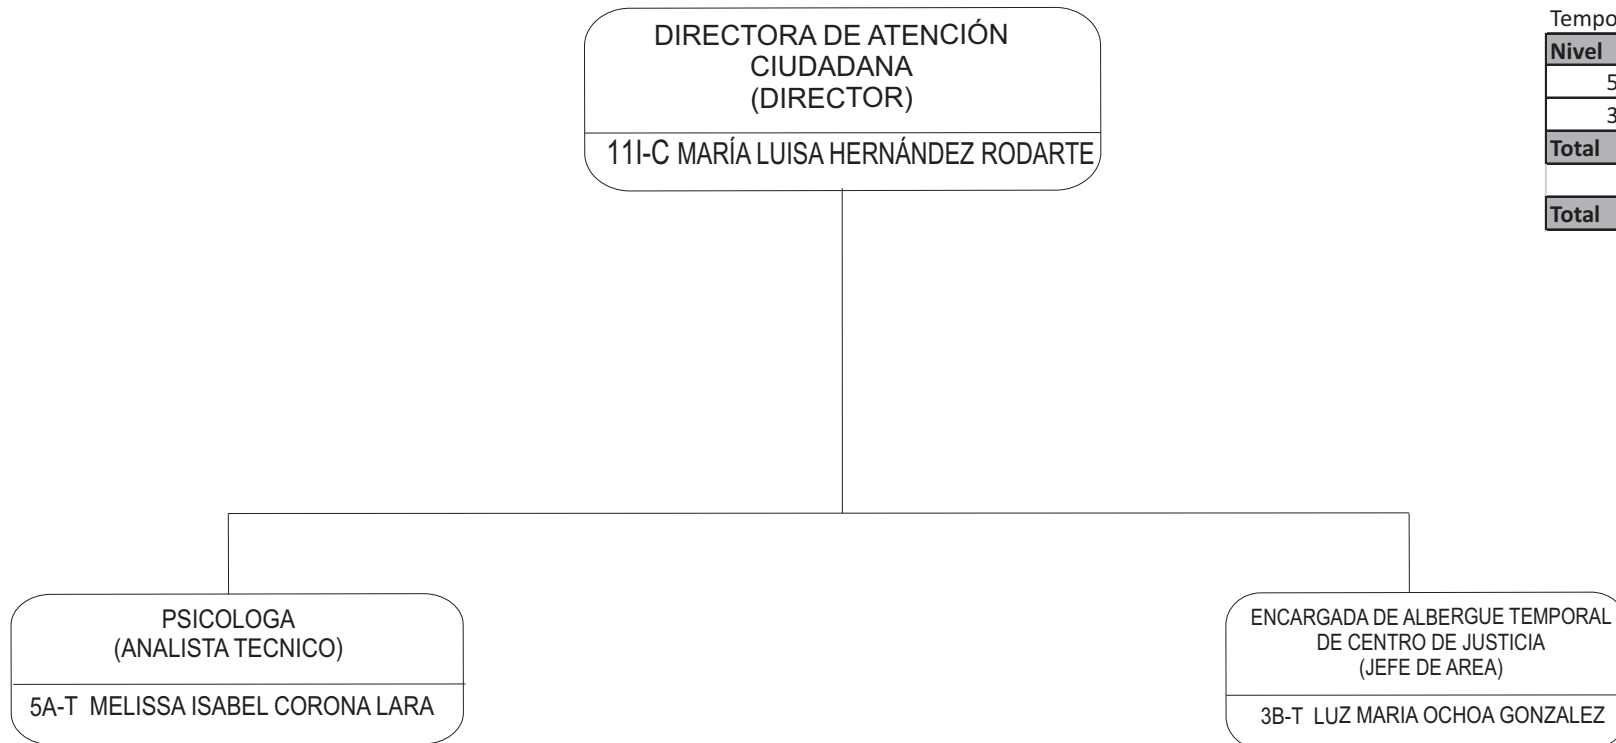 DIRECTORA DE ATENCIÓN
CIUDADANA
(DIRECTOR)
11I-C MARÍA LUISA HERNÁNDEZ RODARTE
Nivel
5
3
Total
Total
PSICOLOGA
(ANALISTA TECNICO)
5A-T MELISSA ISABEL CORONA LARA
ENCARGADA DE ALBERGUE TEMPORAL
DE CENTRO DE JUSTICIA
(JEFE DE AREA)
3B-T LUZ MARIA OCHOA GONZALEZ